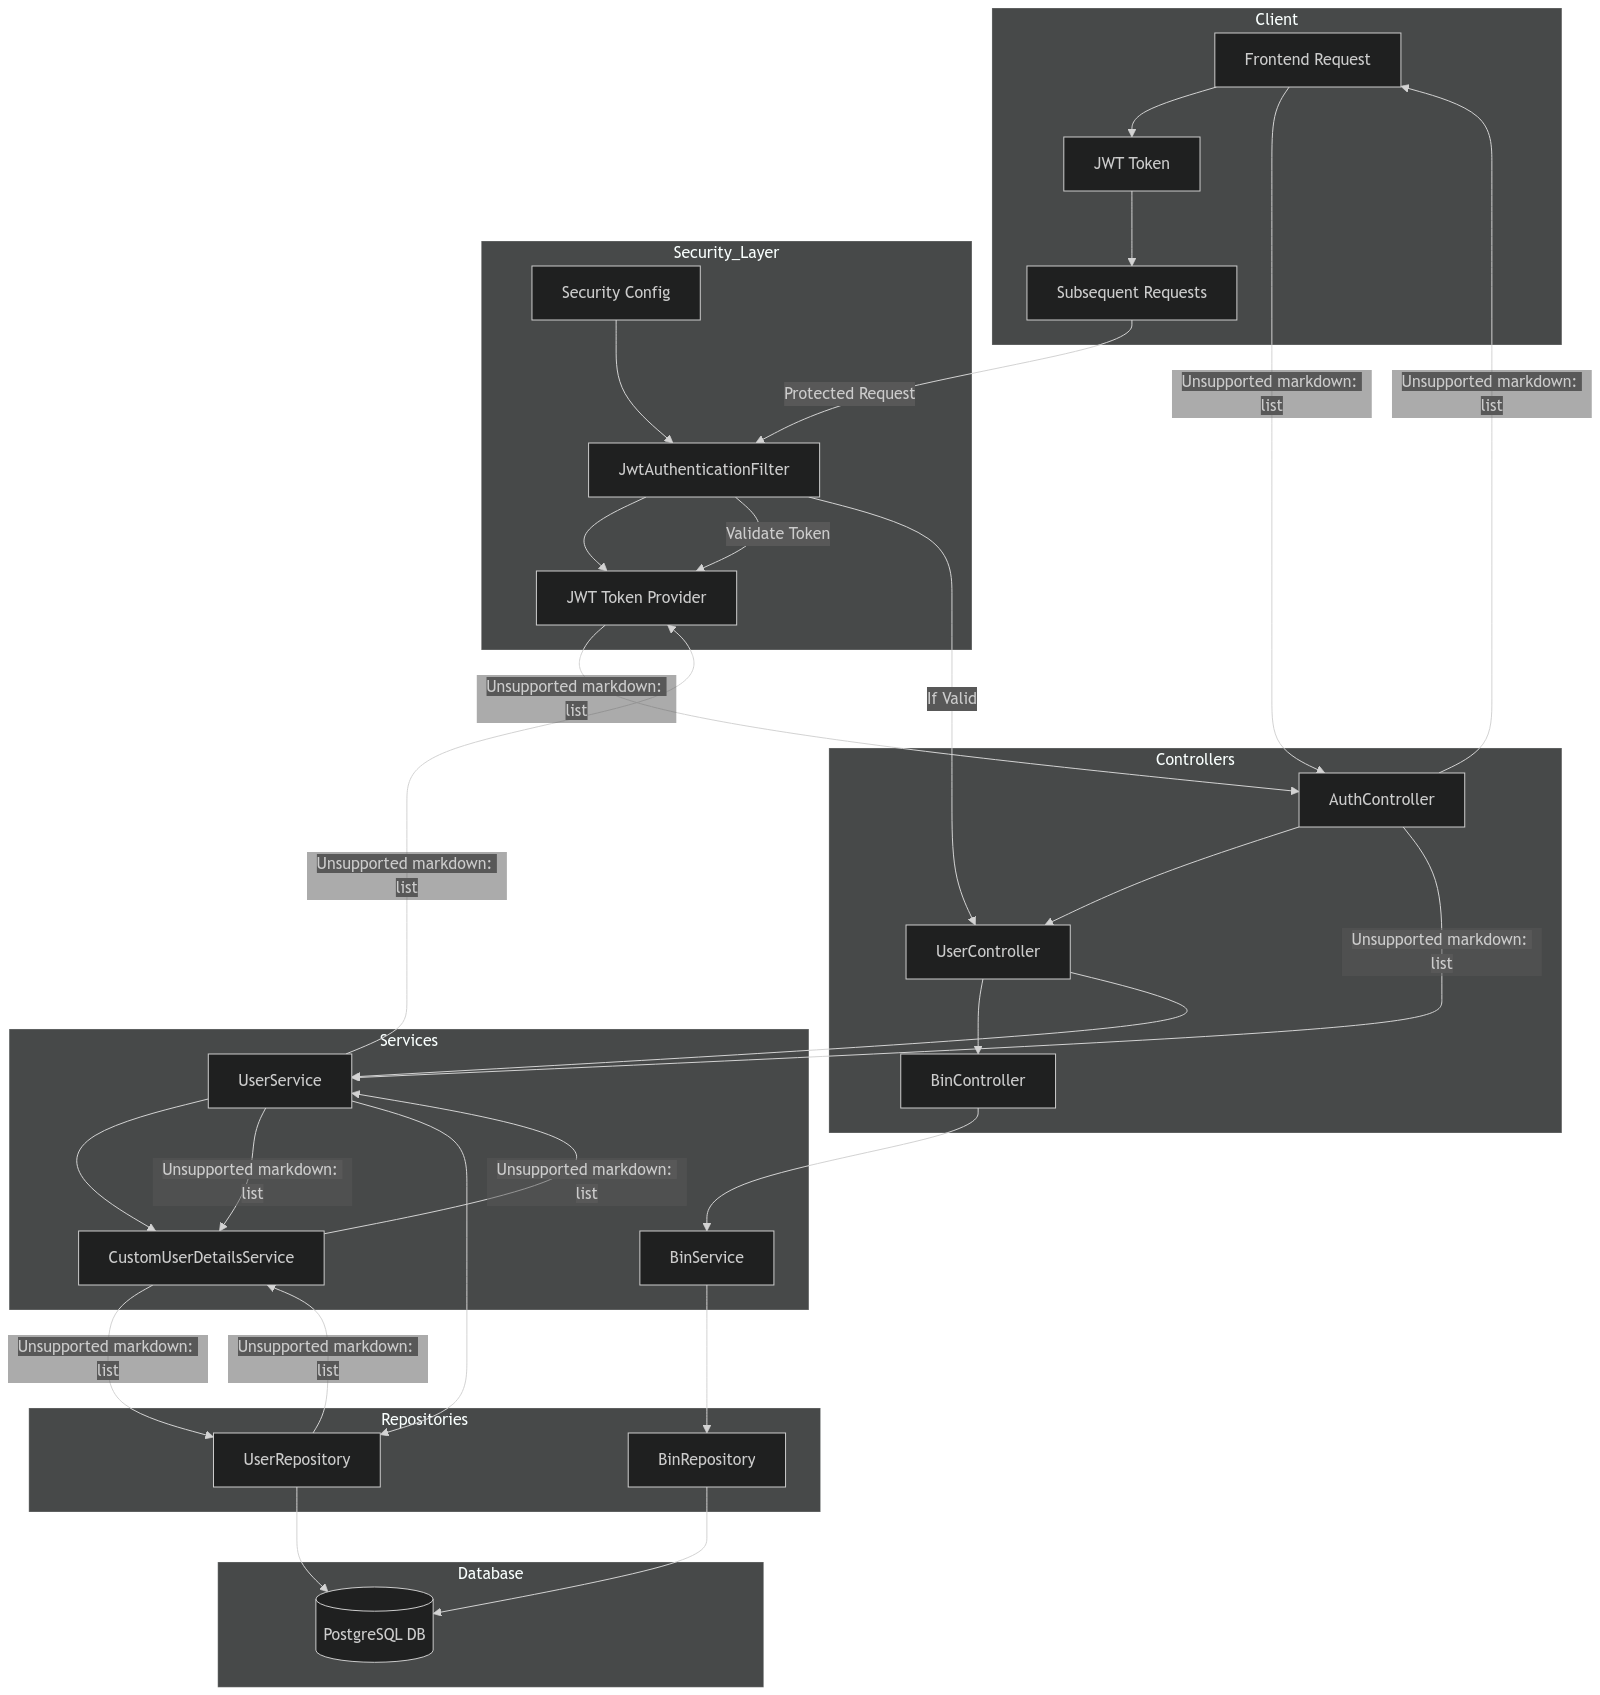 Client
Frontend Request
JWT Token
Security_Layer
Security Config
Subsequent Requests
Unsupported markdown:
list
Unsupported markdown:
list
Protected Request
JwtAuthenticationFilter
Validate Token
JWT Token Provider
Unsupported markdown:
list
If Valid
Controllers
AuthController
Unsupported markdown:
list
UserController
Unsupported markdown:
list
Services
UserService
BinController
Unsupported markdown:
list
Unsupported markdown:
list
CustomUserDetailsService
BinService
Unsupported markdown:
list
Unsupported markdown:
list
Repositories
UserRepository
BinRepository
Database
PostgreSQL DB